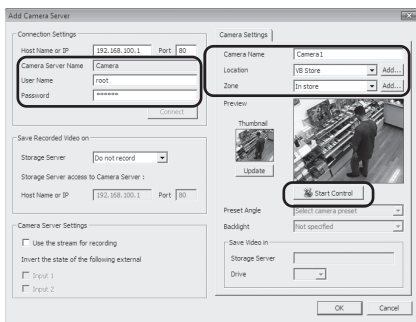 Add Camera Server
Connection Settings
Host Name or IP 192.168.100.1 Port 80
Camera Server Name Camera
User Name root
Password ******
Connect
Save Recorded Video on
Storage Server Do not record
Storage Server access to Camera Server :
Host Name or IP 192.168.100.1 Port 80
Camera Server Settings
Use the stream for recording
Invert the state of the following external
Input 1
Input 2
Camera Settings
Camera Name Camera1
Location VB Store Add...
Zone In store Add...
Preview
Thumbnail
Update
Start Control
Preset Angle Select camera preset
Backlight Not specified
Save Video in
Storage Server
Drive
OK Cancel